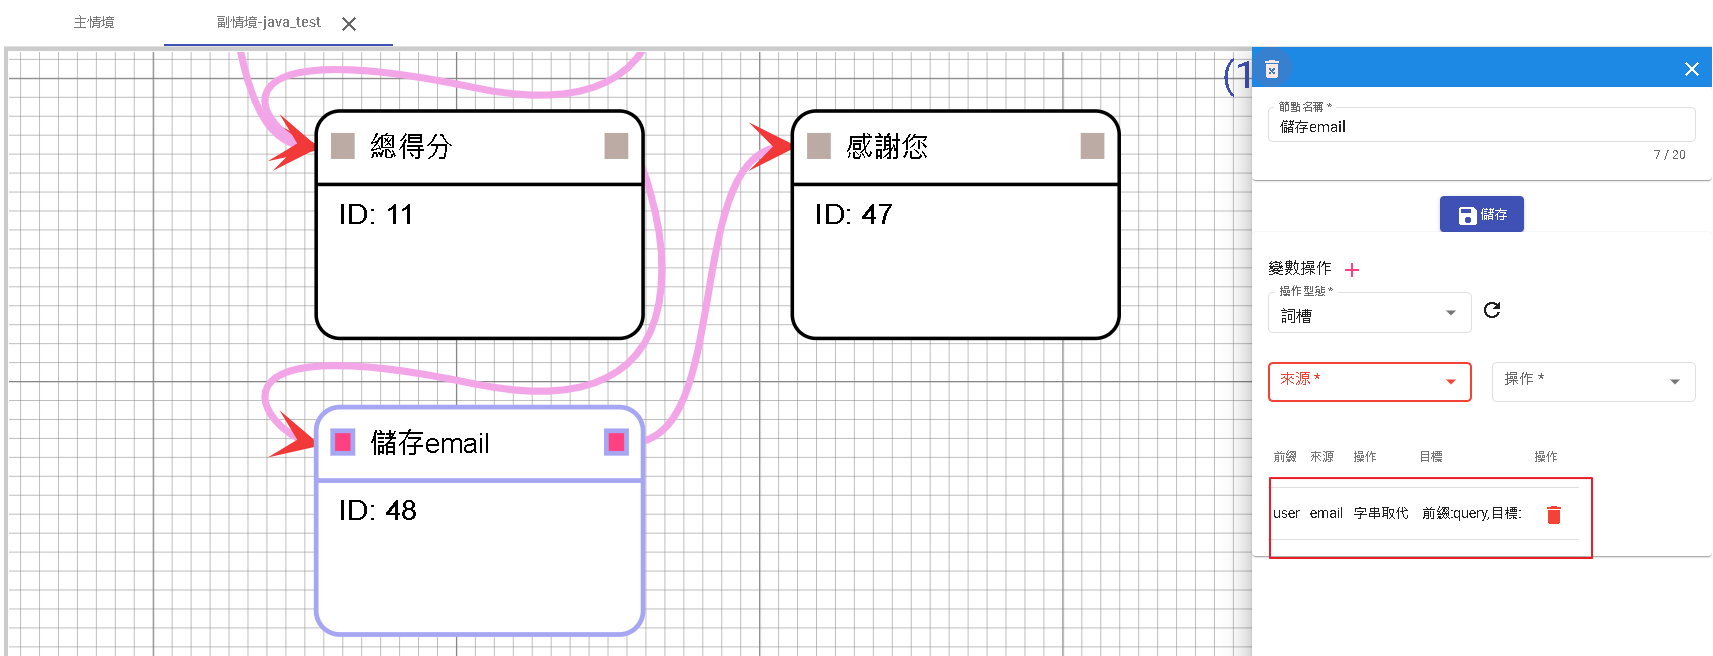 主情境
副情境-java_test
(1
節點名稱 *
儲存email
7 / 20
儲存
變數操作 +
操作型態 *
詞槽
來源 *
操作 *
前綴 來源 操作 目標 操作
user email 字串取代 前綴:query,目標:
總得分
ID: 11
感謝您
ID: 47
儲存email
ID: 48